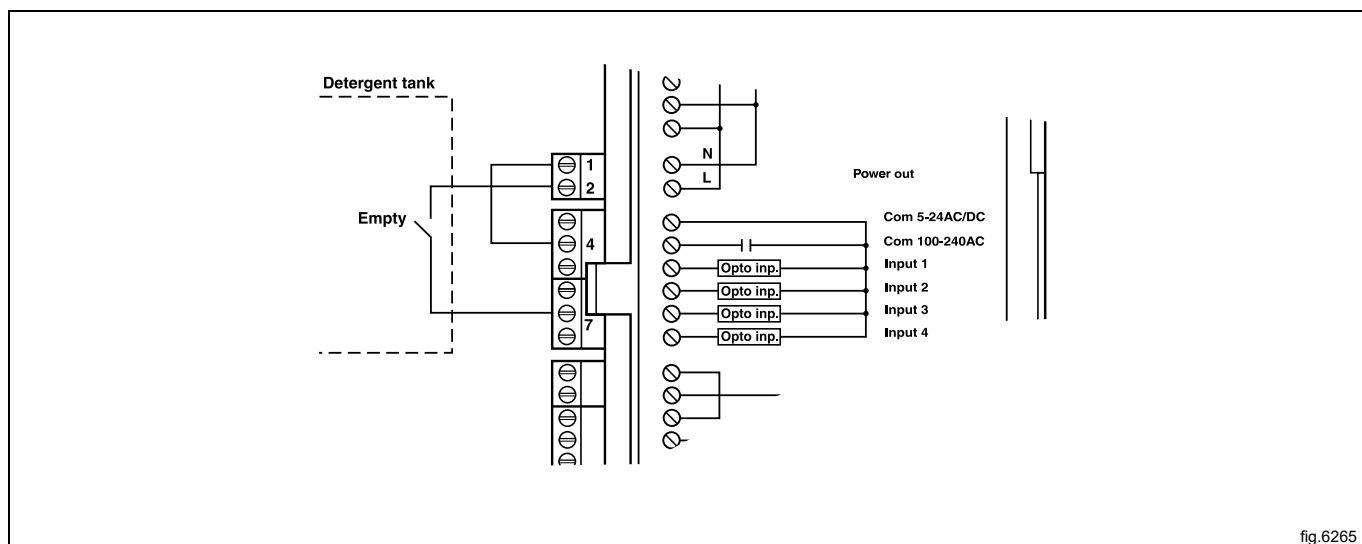 Detergent tank
Empty
1
2
4
7
N
L
Power out
Com 5-24AC/DC
Com 100-240AC
Opto inp. Input 1
Opto inp. Input 2
Opto inp. Input 3
Opto inp. Input 4
fig.6265